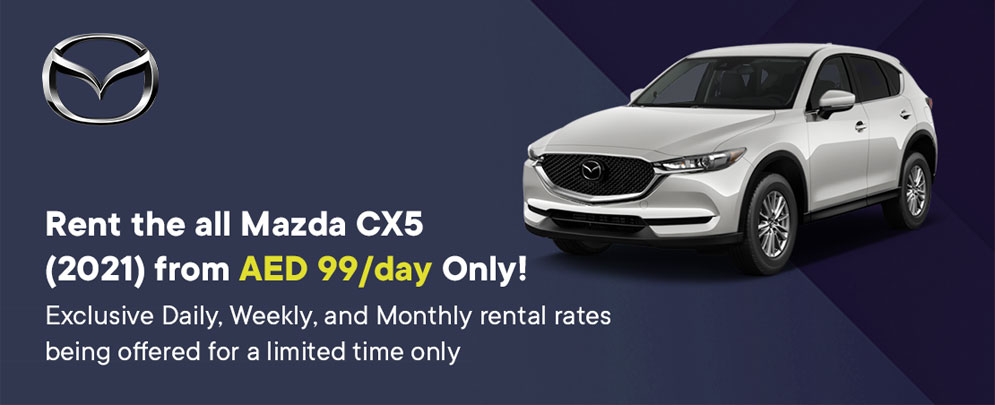 Rent the all Mazda CX5
(2021) from AED 99/day Only!
Exclusive Daily, Weekly, and Monthly rental rates
being offered for a limited time only